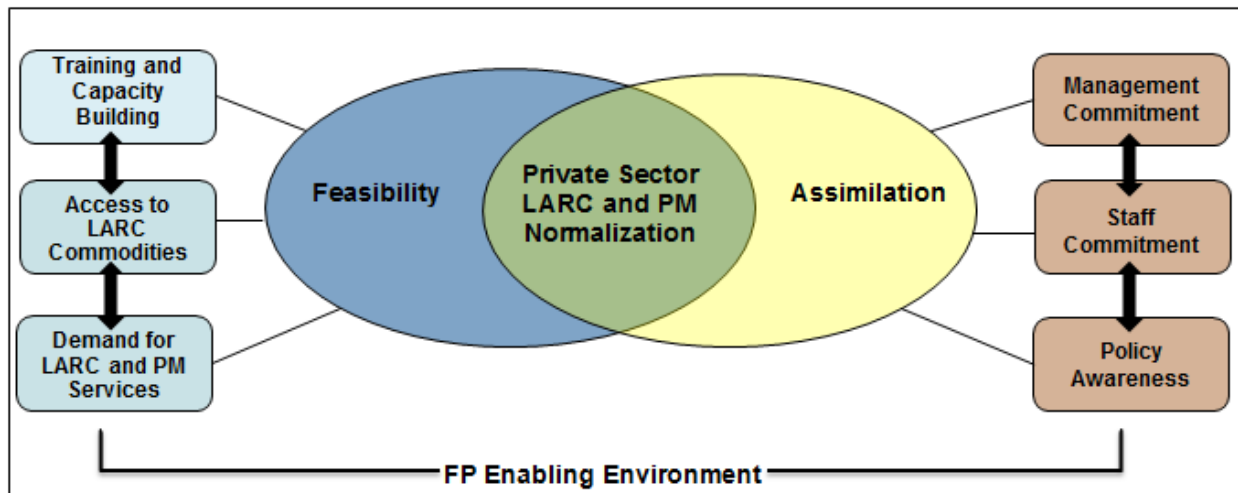 Training and
Capacity
Building
Access to
LARC
Commodities
Demand for
LARC and PM
Services
Feasibility
Private Sector
LARC and PM
Normalization
Assimilation
Management
Commitment
Staff
Commitment
Policy
Awareness
FP Enabling Environment